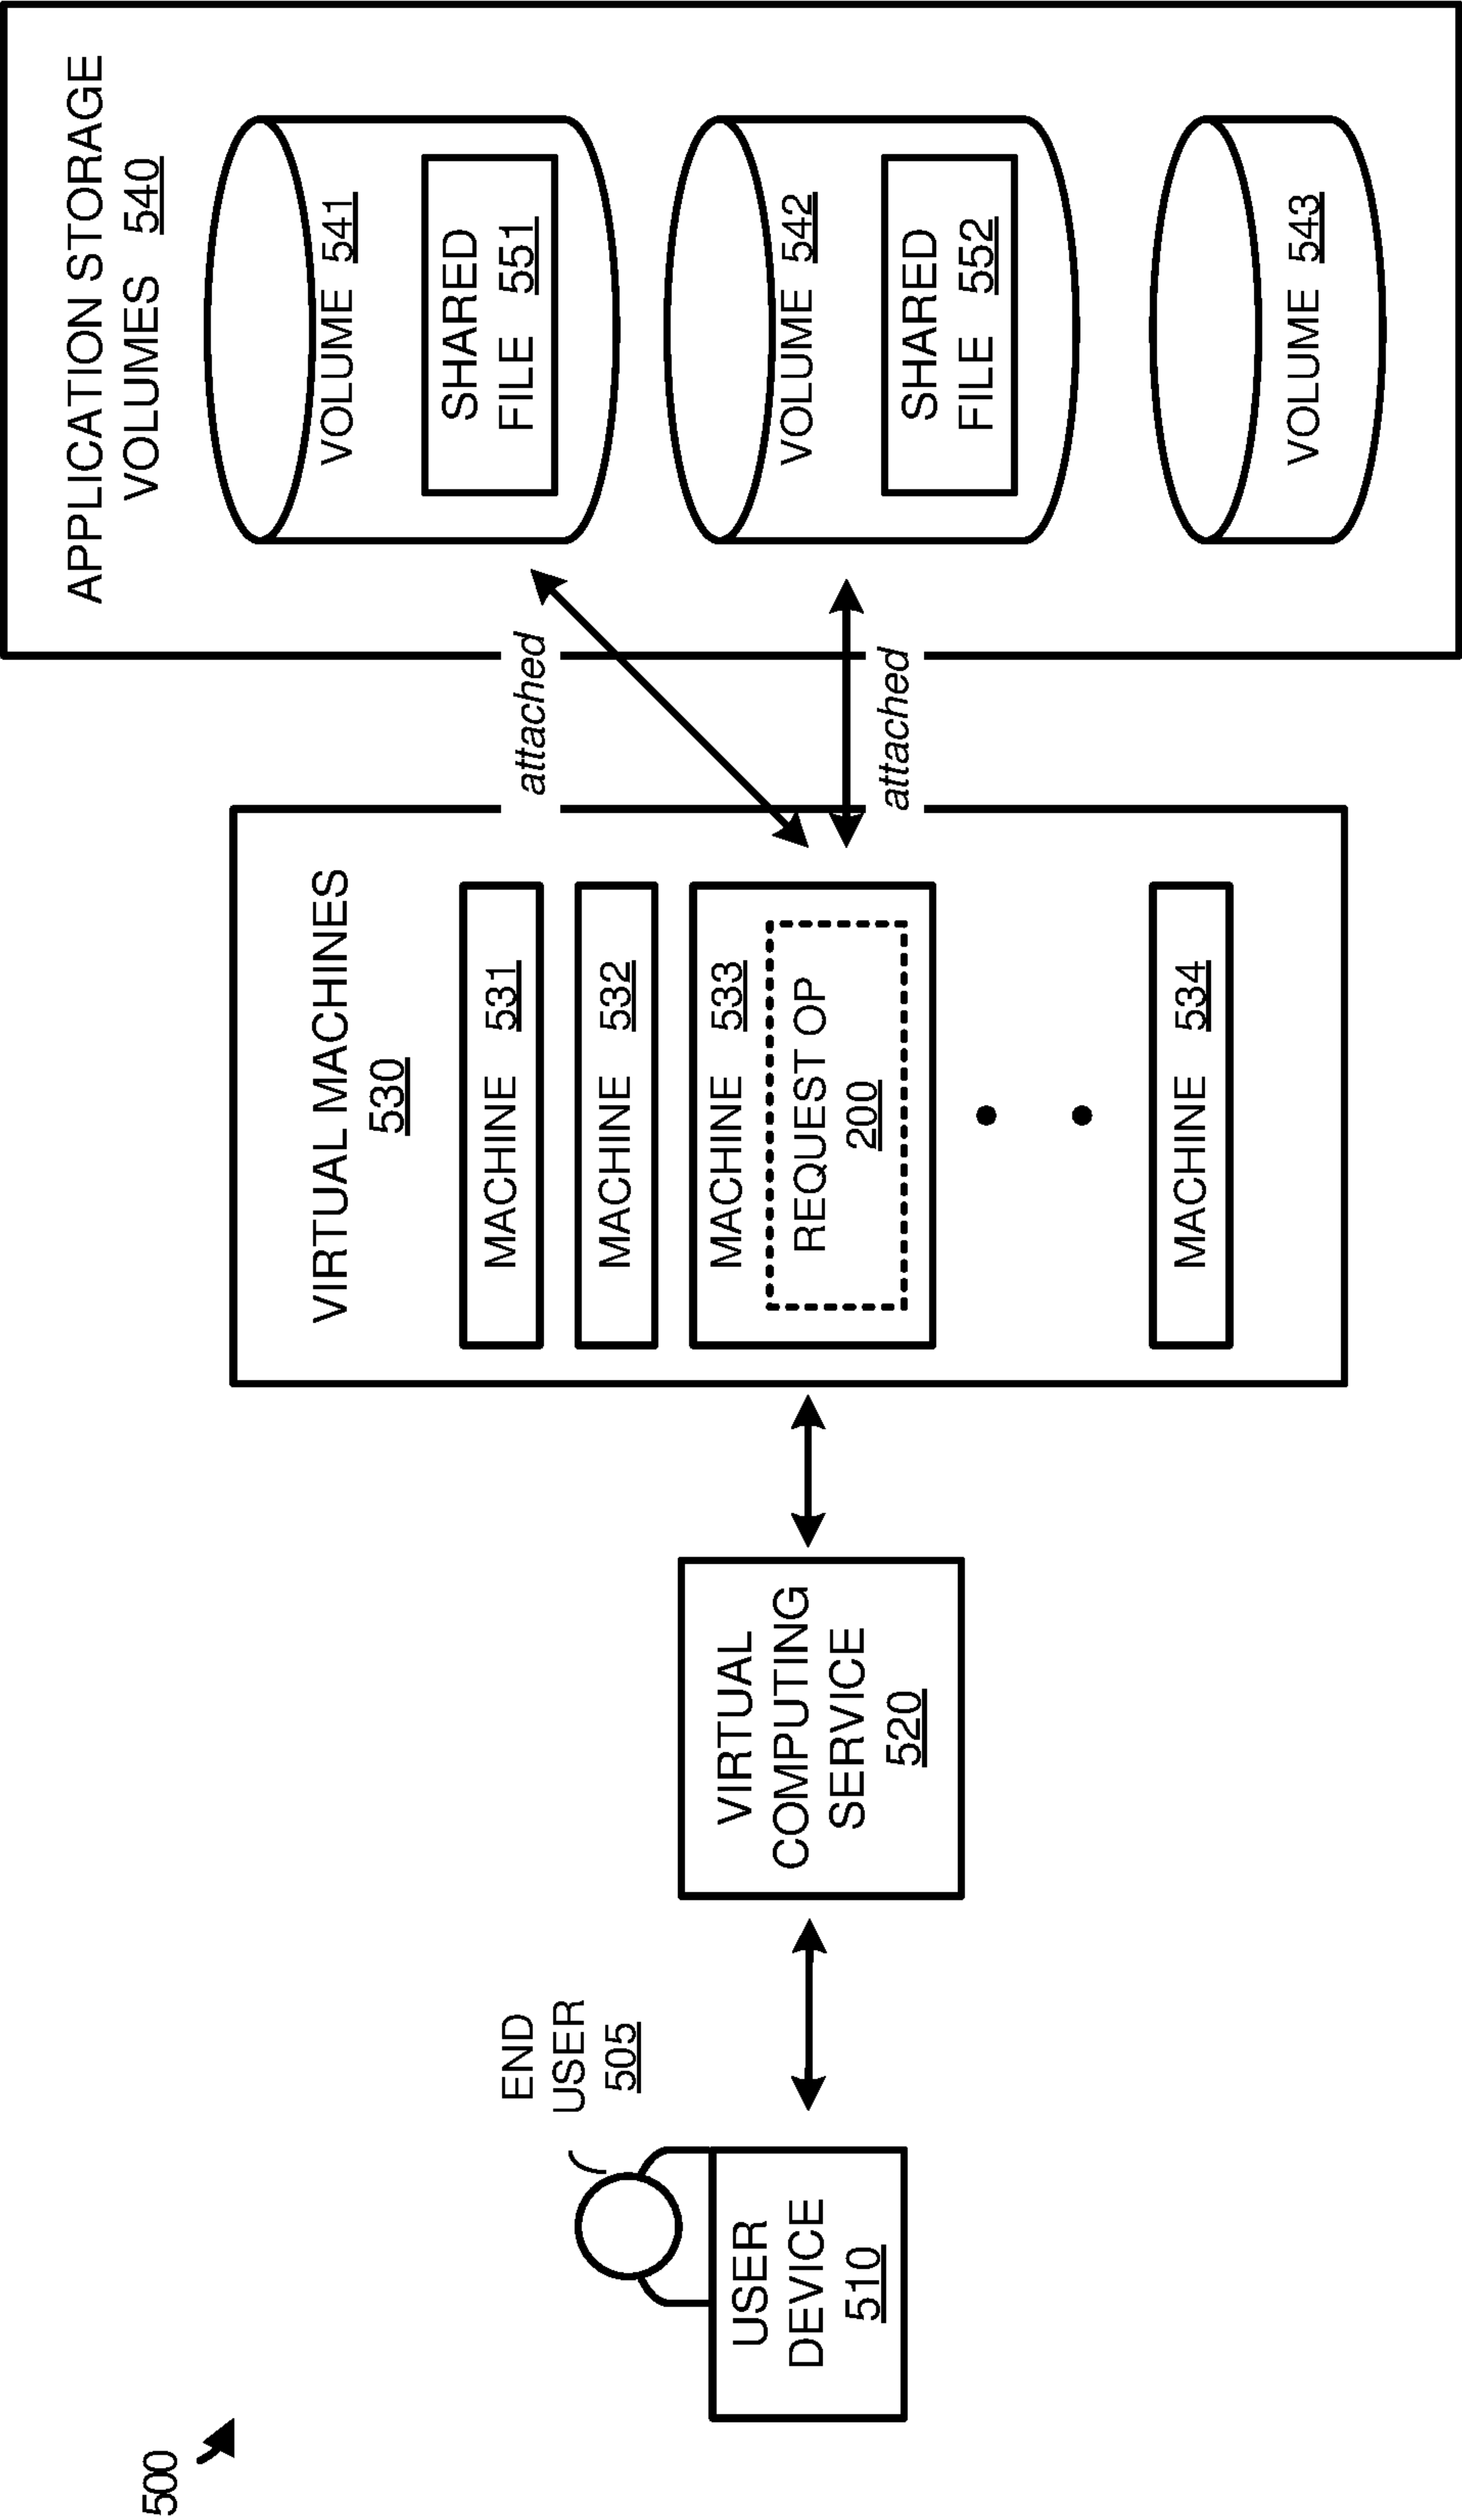 500
END
USER
505
USER
DEVICE
510
VIRTUAL
COMPUTING
SERVICE
520
VIRTUAL MACHINES
530
MACHINE 531
MACHINE 532
MACHINE 533
REQUEST OP
200
MACHINE 534
attached
attached
APPLICATION STORAGE
VOLUMES 540
VOLUME 541
SHARED
FILE 551
VOLUME 542
SHARED
FILE 552
VOLUME 543